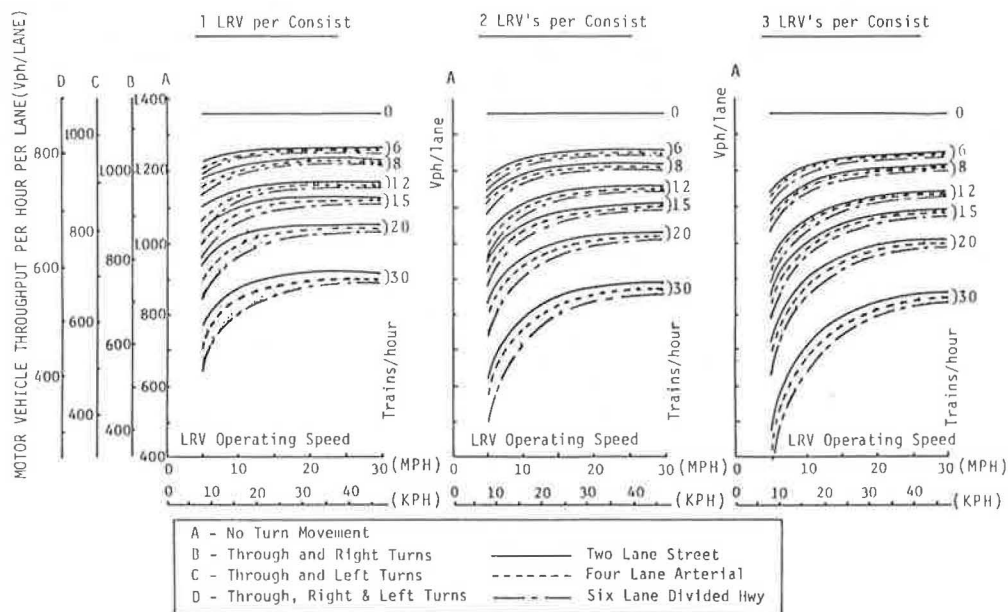 1 LRV per Consist
2 LRV's per Consist
3 LRV's per Consist
MOTOR VEHICLE THROUGHPUT PER HOUR PER LANE(Vph/LANE)
D C B A
800
600
400
1000
800
600
400
1000
800
600
400
1400
1200
1000
800
600
400
0
)6
)8
)12
)15
)20
)30
Trains/hour
LRV Operating Speed
0 10 20 30 (MPH)
0 10 20 30 40 (KPH)
A
Vph/lane
0
)6
)8
)12
)15
)20
)30
Trains/hour
LRV Operating Speed
0 10 20 30 (MPH)
0 10 20 30 40 (KPH)
A
Vph/lane
0
)6
)8
)12
)15
)20
)30
Trains/hour
LRV Operating Speed
0 10 20 30 (MPH)
0 10 20 30 40 (KPH)
A - No Turn Movement
B - Through and Right Turns
C - Through and Left Turns
D - Through, Right & Left Turns
Two Lane Street
Four Lane Arterial
Six Lane Divided Hwy